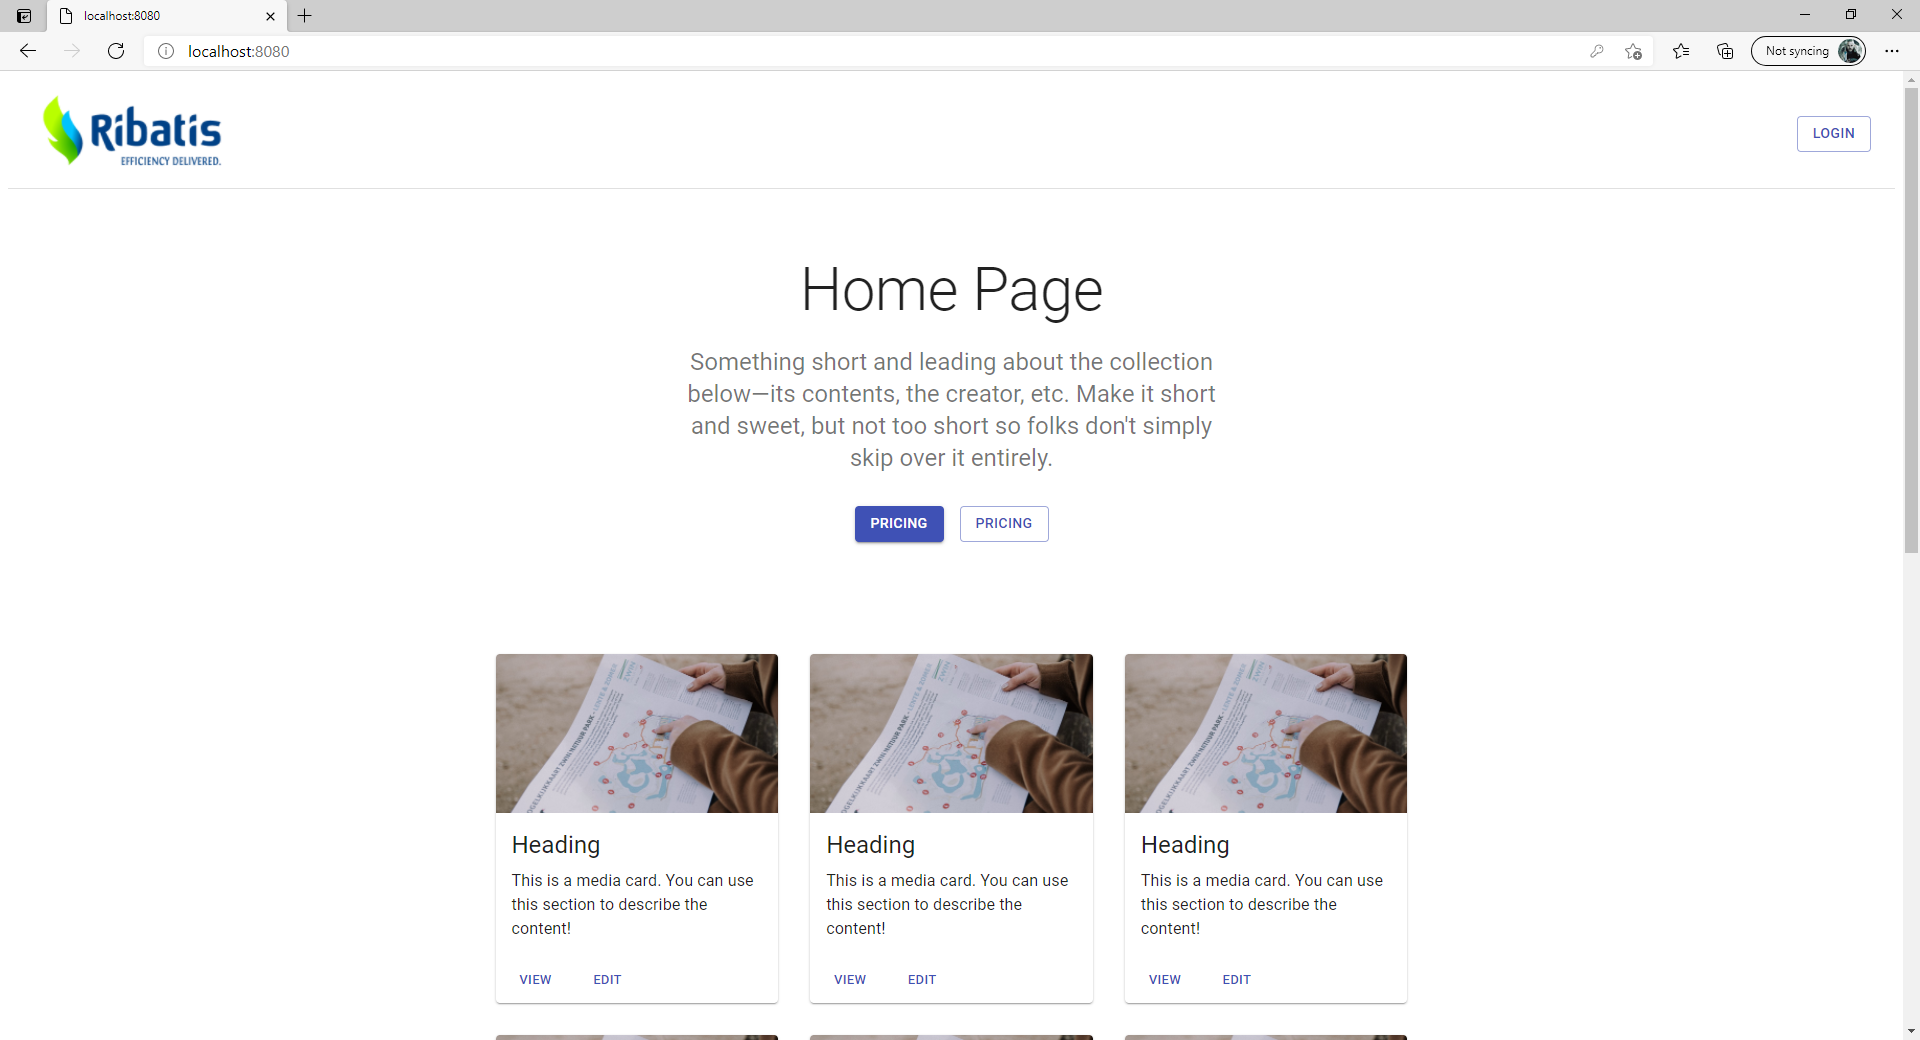 localhost:8080
localhost:8080
Not syncing
Ribatis
EFFICIENCY DELIVERED.
LOGIN
Home Page
Something short and leading about the collection
below—its contents, the creator, etc. Make it short
and sweet, but not too short so folks don't simply
skip over it entirely.
PRICING PRICING
ZWIN
Heading
This is a media card. You can use
this section to describe the
content!
VIEW EDIT
ZWIN
Heading
This is a media card. You can use
this section to describe the
content!
VIEW EDIT
ZWIN
Heading
This is a media card. You can use
this section to describe the
content!
VIEW EDIT